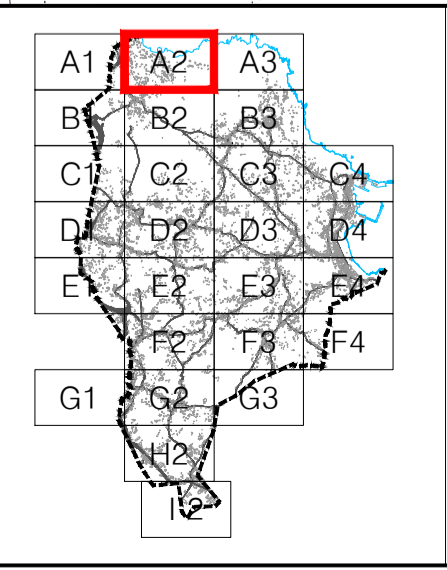 A1 A2 A3
B1 B2 B3
C1 C2 C3 C4
D1 D2 D3 D4
E1 E2 E3 E4
F2 F3 F4
G1 G2 G3
H2
I2